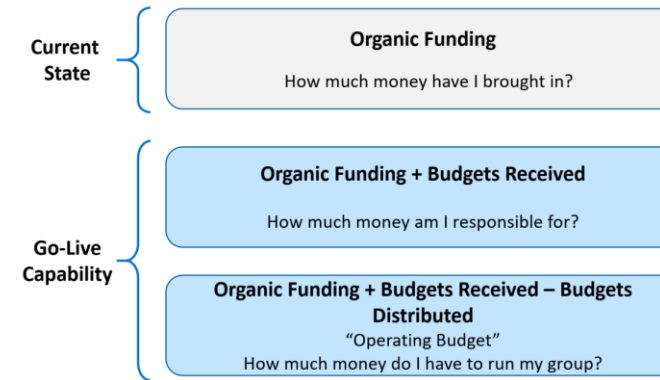 Current
State
Organic Funding
How much money have I brought in?
Go-Live
Capability
Organic Funding + Budgets Received
How much money am I responsible for?
Organic Funding + Budgets Received – Budgets
Distributed
“Operating Budget”
How much money do I have to run my group?